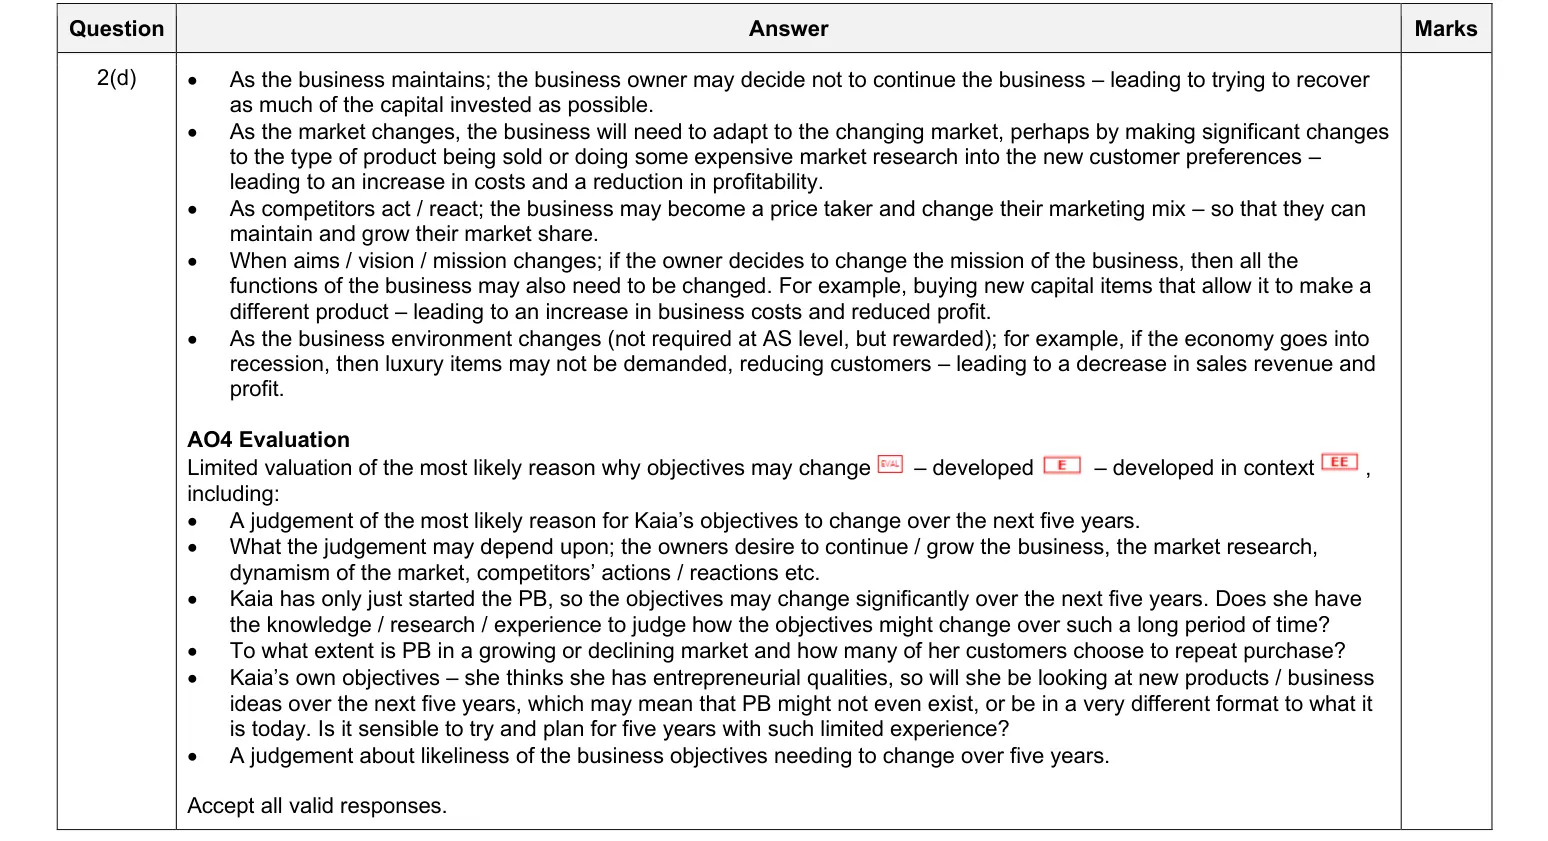 Question Answer Marks
2(d)
• As the business maintains; the business owner may decide not to continue the business – leading to trying to recover
as much of the capital invested as possible.
• As the market changes, the business will need to adapt to the changing market, perhaps by making significant changes
to the type of product being sold or doing some expensive market research into the new customer preferences –
leading to an increase in costs and a reduction in profitability.
• As competitors act / react; the business may become a price taker and change their marketing mix – so that they can
maintain and grow their market share.
• When aims / vision / mission changes; if the owner decides to change the mission of the business, then all the
functions of the business may also need to be changed. For example, buying new capital items that allow it to make a
different product – leading to an increase in business costs and reduced profit.
• As the business environment changes (not required at AS level, but rewarded); for example, if the economy goes into
recession, then luxury items may not be demanded, reducing customers – leading to a decrease in sales revenue and
profit.
AO4 Evaluation
Limited valuation of the most likely reason why objectives may change EVAL – developed E – developed in context EE ,
including:
• A judgement of the most likely reason for Kaia’s objectives to change over the next five years.
• What the judgement may depend upon; the owners desire to continue / grow the business, the market research,
dynamism of the market, competitors’ actions / reactions etc.
• Kaia has only just started the PB, so the objectives may change significantly over the next five years. Does she have
the knowledge / research / experience to judge how the objectives might change over such a long period of time?
• To what extent is PB in a growing or declining market and how many of her customers choose to repeat purchase?
• Kaia’s own objectives – she thinks she has entrepreneurial qualities, so will she be looking at new products / business
ideas over the next five years, which may mean that PB might not even exist, or be in a very different format to what it
is today. Is it sensible to try and plan for five years with such limited experience?
• A judgement about likeliness of the business objectives needing to change over five years.
Accept all valid responses.